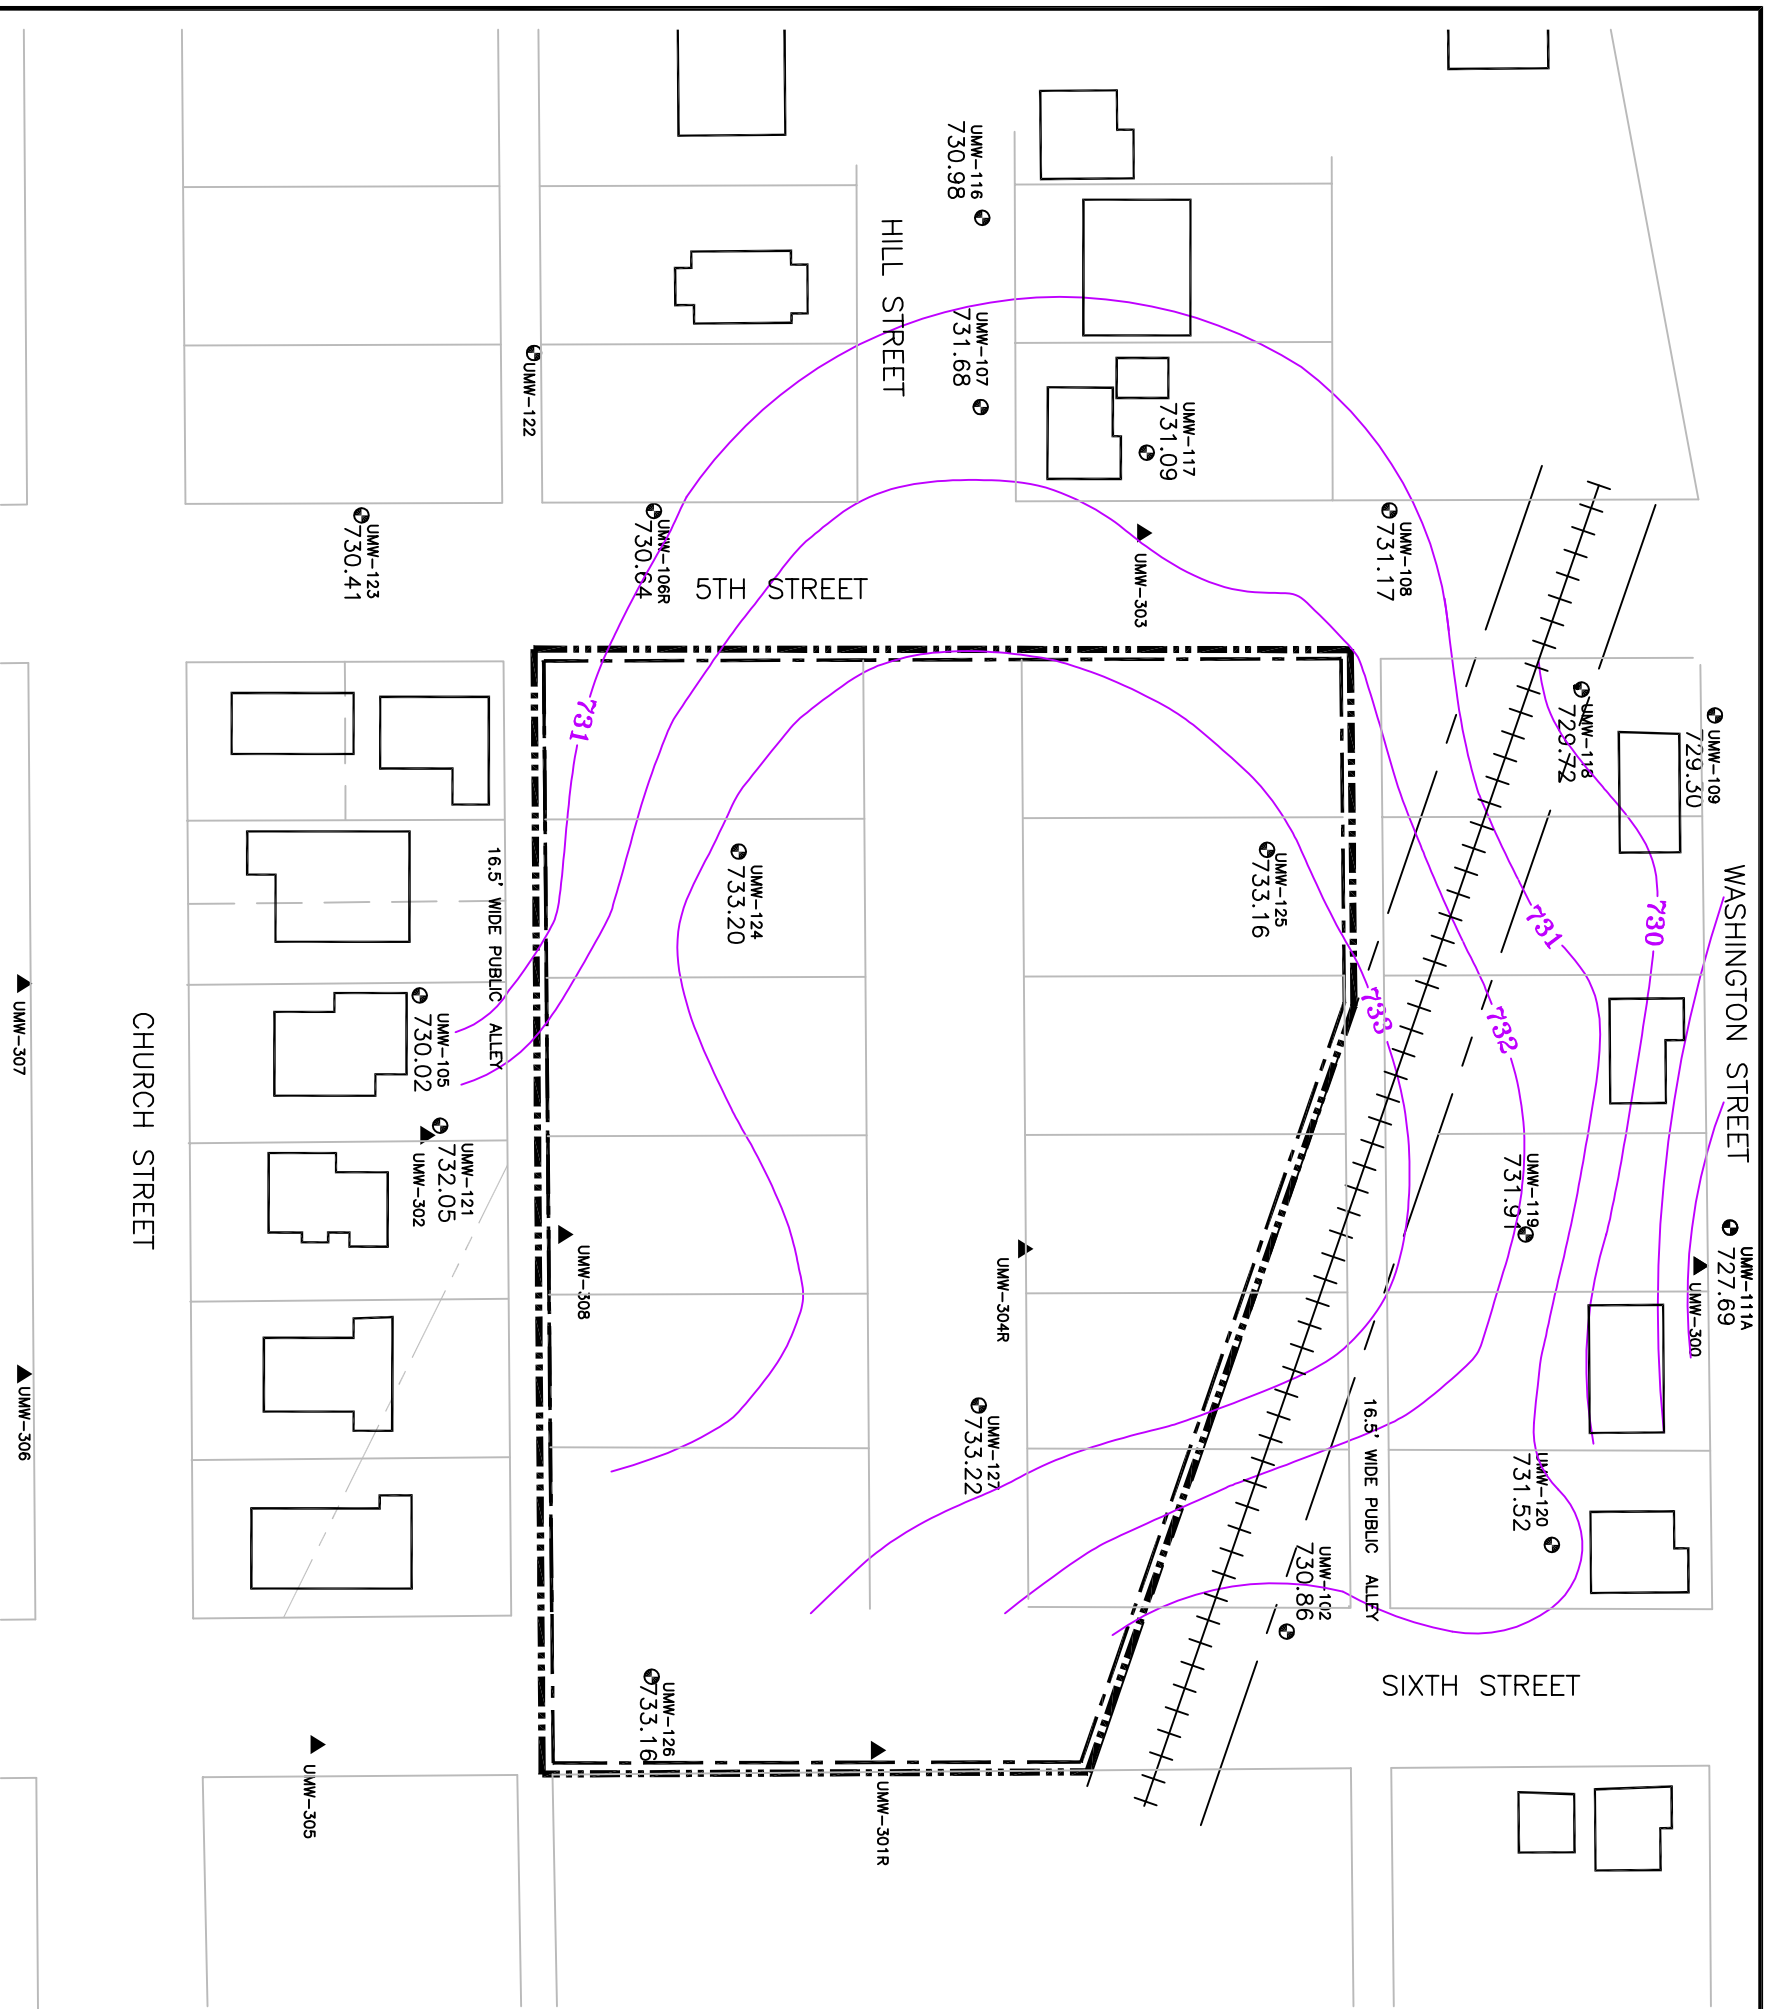 UMW-116
730.98
HILL STREET
UMW-107
731.68
UMW-117
731.09
UMW-122
UMW-123
730.41
UMW-106R
730.64
5TH STREET
UMW-303
UMW-108
731.17
UMW-118
729.72
UMW-109
729.30
731
16.5' WIDE PUBLIC ALLEY
UMW-124
733.20
UMW-125
733.16
731
730
WASHINGTON STREET
733
732
UMW-307
CHURCH STREET
UMW-105
730.02
UMW-121
732.05
UMW-302
UMW-308
UMW-304R
UMW-119
731.91
UMW-111A
727.69
UMW-300
UMW-306
UMW-127
733.22
16.5' WIDE PUBLIC ALLEY
UMW-120
731.52
UMW-102
730.86
SIXTH STREET
UMW-126
733.16
UMW-305
UMW-301R